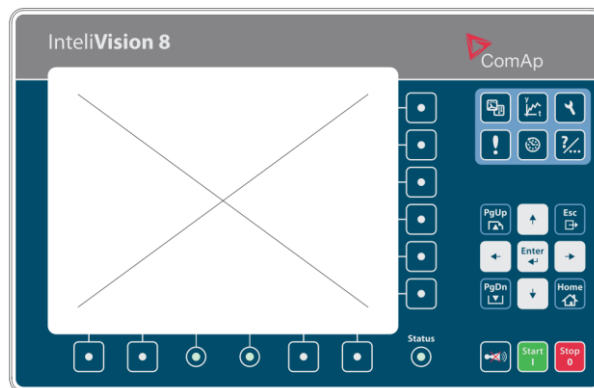 InteliVision 8
ComAp
y
t
!
?/...
PgUp
Esc
Enter
PgDn
Home
Status
Start
I
Stop
0